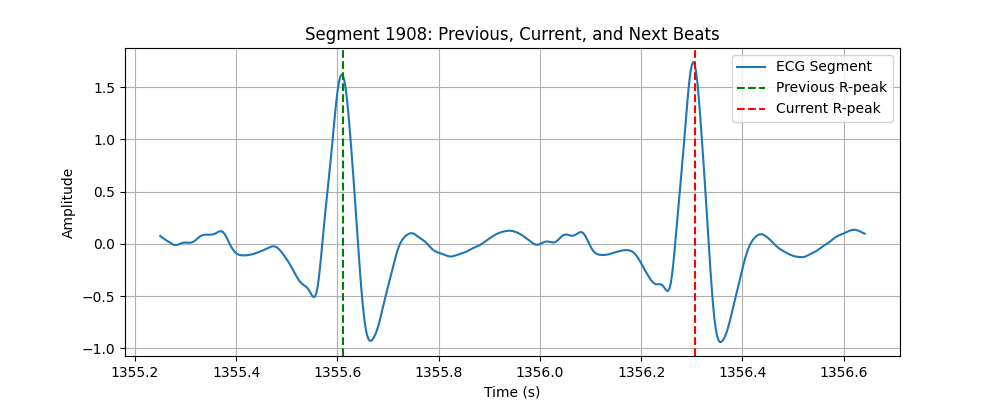 Segment 1908: Previous, Current, and Next Beats
ECG Segment
Previous R-peak
Current R-peak
Amplitude
1.5
1.0
0.5
0.0
−0.5
−1.0
1355.2 1355.4 1355.6 1355.8 1356.0 1356.2 1356.4 1356.6
Time (s)